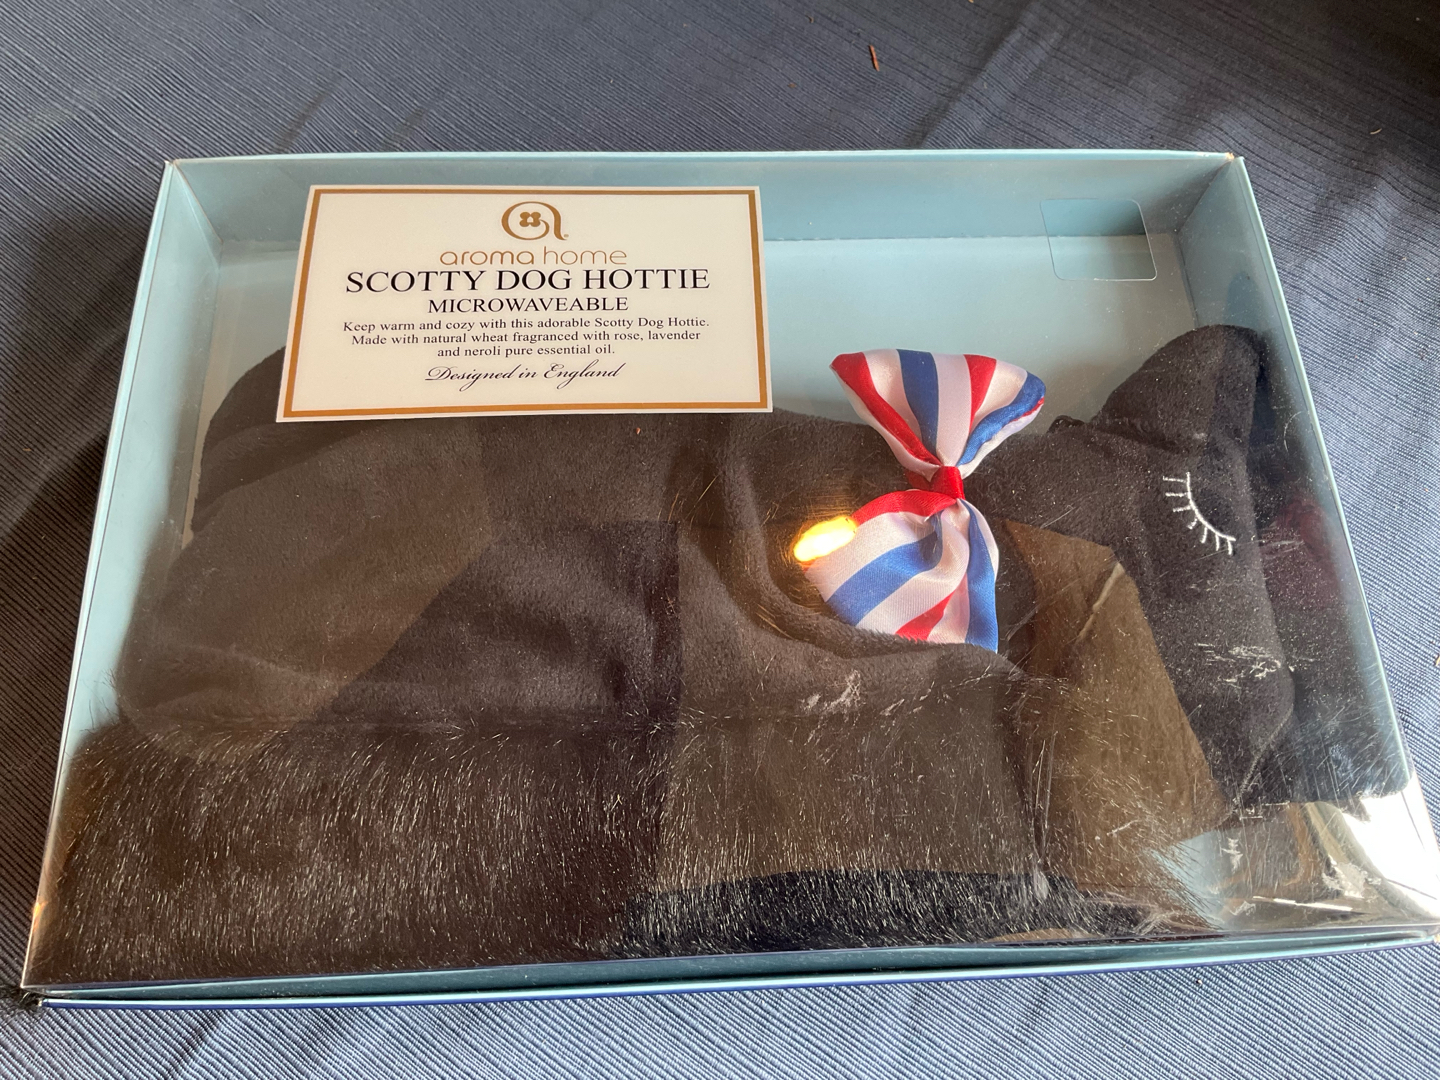 aroma home
SCOTTY DOG HOTTIE
MICROWAVEABLE
Keep warm and cozy with this adorable Scotty Dog Hottie.
Made with natural wheat fragranced with rose, lavender
and neroli pure essential oil.
Designed in England